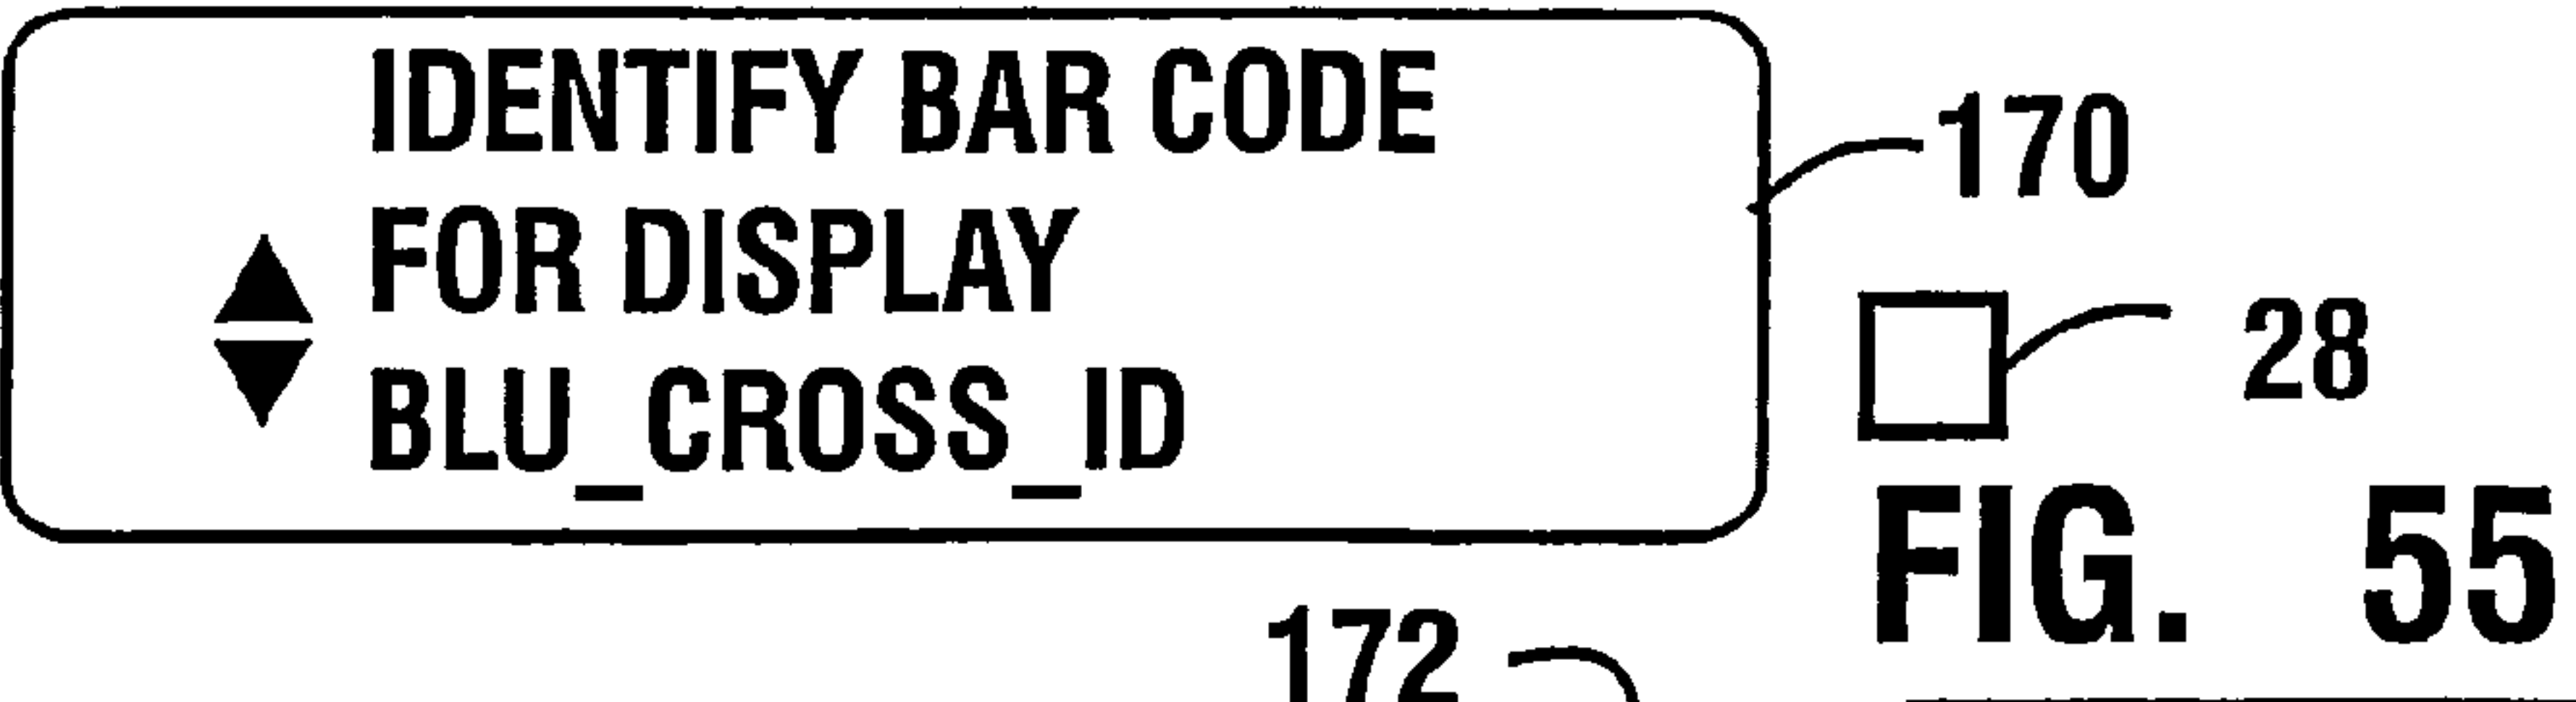 IDENTIFY BAR CODE
FOR DISPLAY
BLU_CROSS_ID
170
28
FIG. 55
172